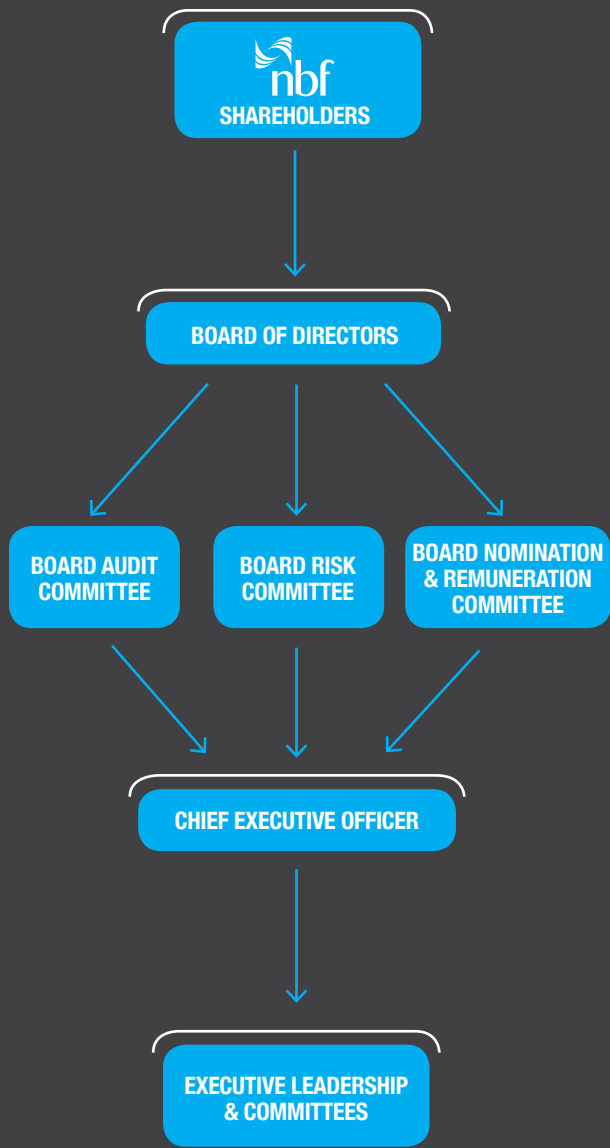 nbf
SHAREHOLDERS
BOARD OF DIRECTORS
BOARD AUDIT
COMMITTEE
BOARD RISK
COMMITTEE
BOARD NOMINATION
& REMUNERATION
COMMITTEE
CHIEF EXECUTIVE OFFICER
EXECUTIVE LEADERSHIP
& COMMITTEES